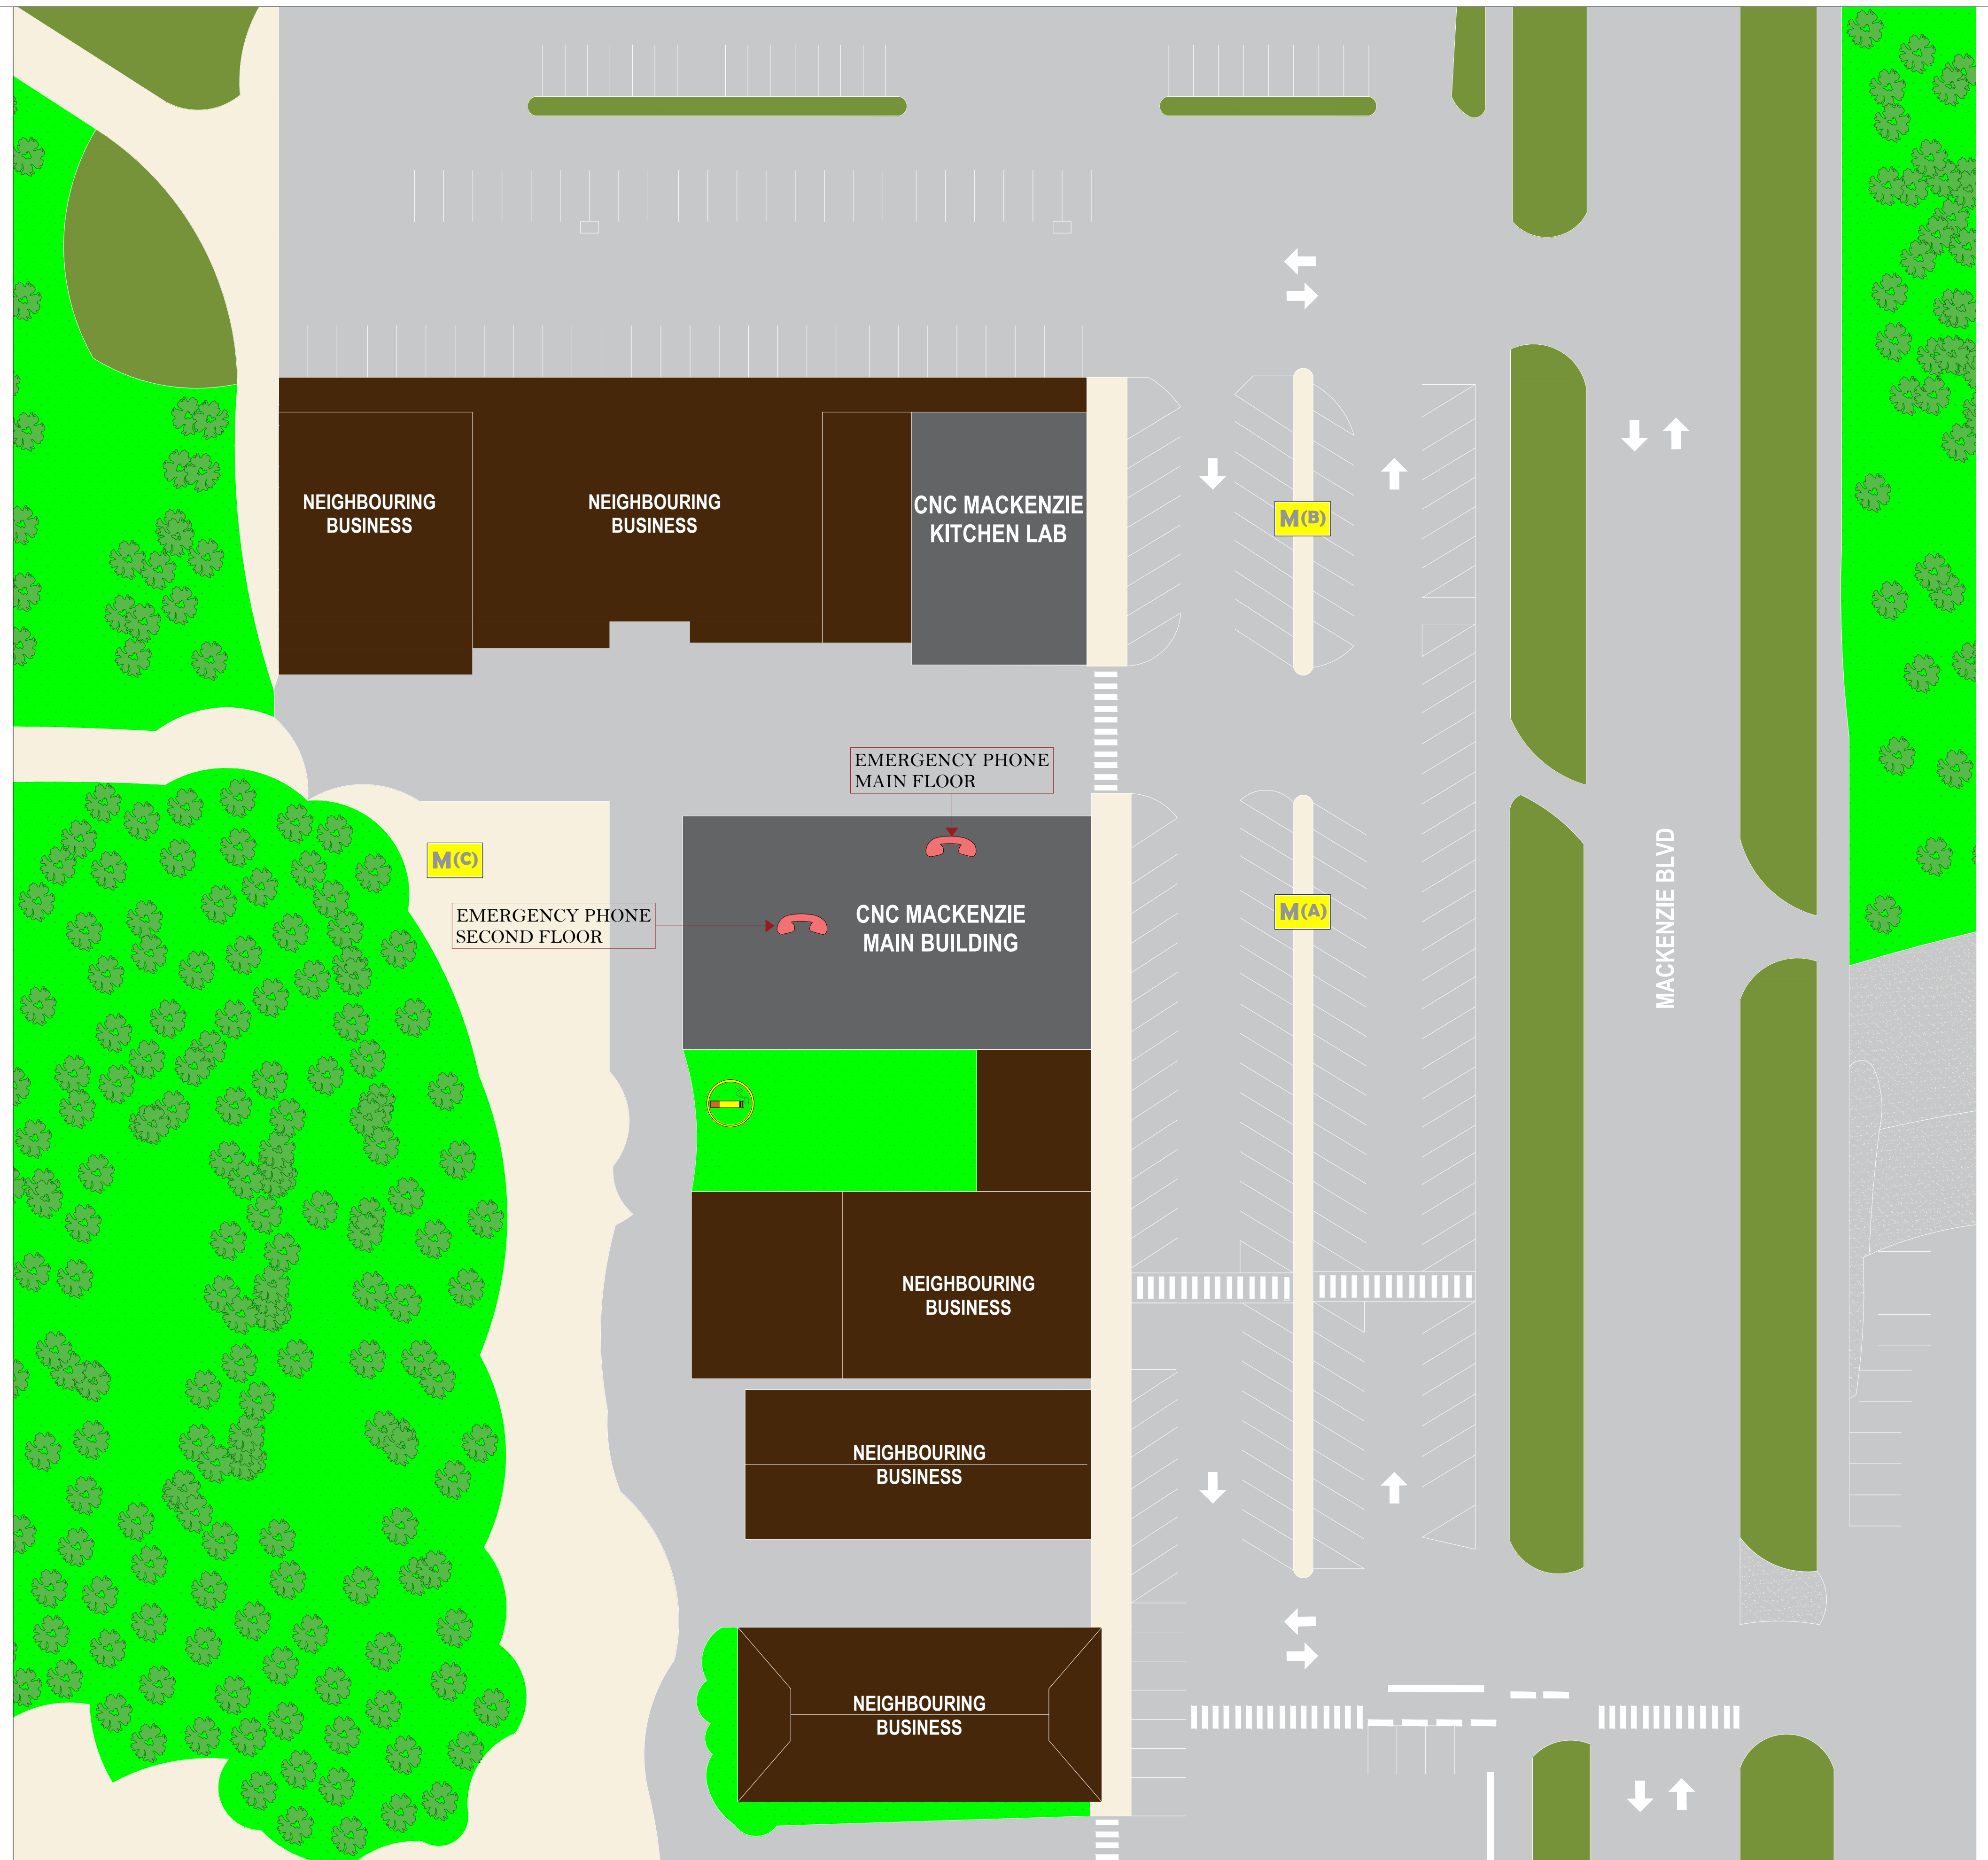 NEIGHBOURING
BUSINESS
NEIGHBOURING
BUSINESS
CNC MACKENZIE
KITCHEN LAB
M(B)
EMERGENCY PHONE
MAIN FLOOR
M(C)
EMERGENCY PHONE
SECOND FLOOR
CNC MACKENZIE
MAIN BUILDING
M(A)
MACKENZIE BLVD
NEIGHBOURING
BUSINESS
NEIGHBOURING
BUSINESS
NEIGHBOURING
BUSINESS